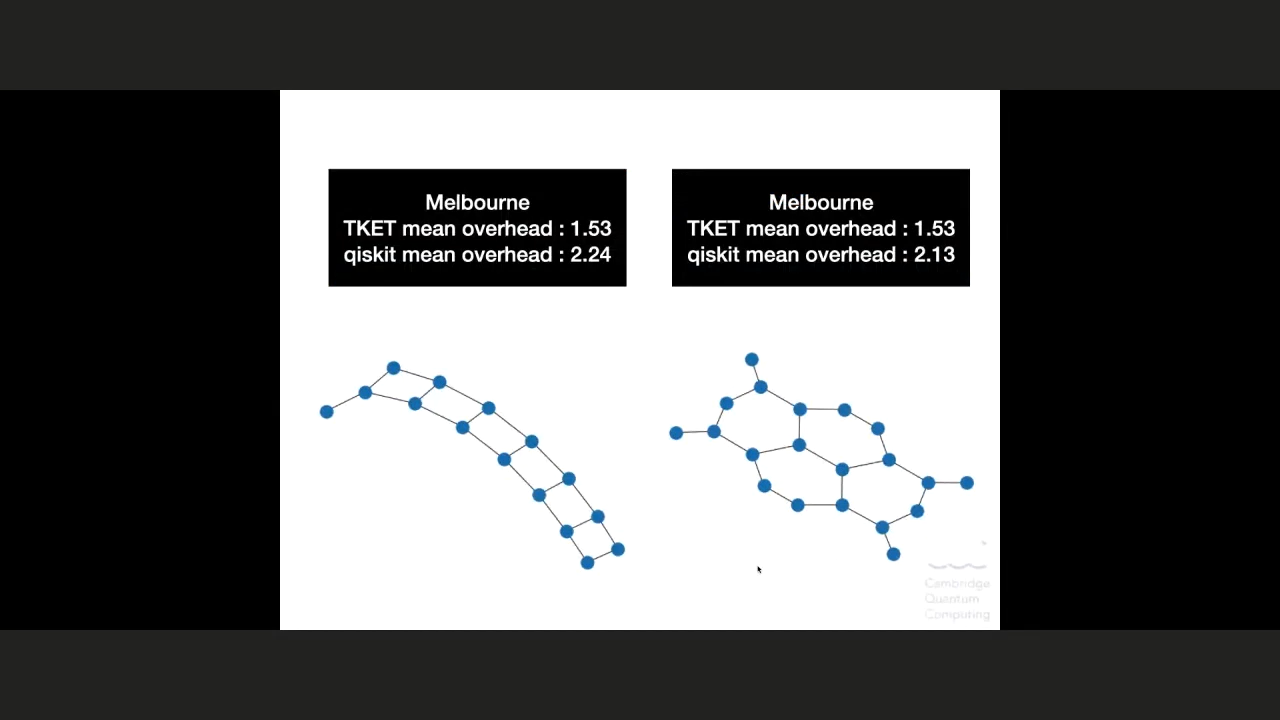 Melbourne
TKET mean overhead : 1.53
qiskit mean overhead : 2.24
Melbourne
TKET mean overhead : 1.53
qiskit mean overhead : 2.13
Cambridge
Quantum
Computing